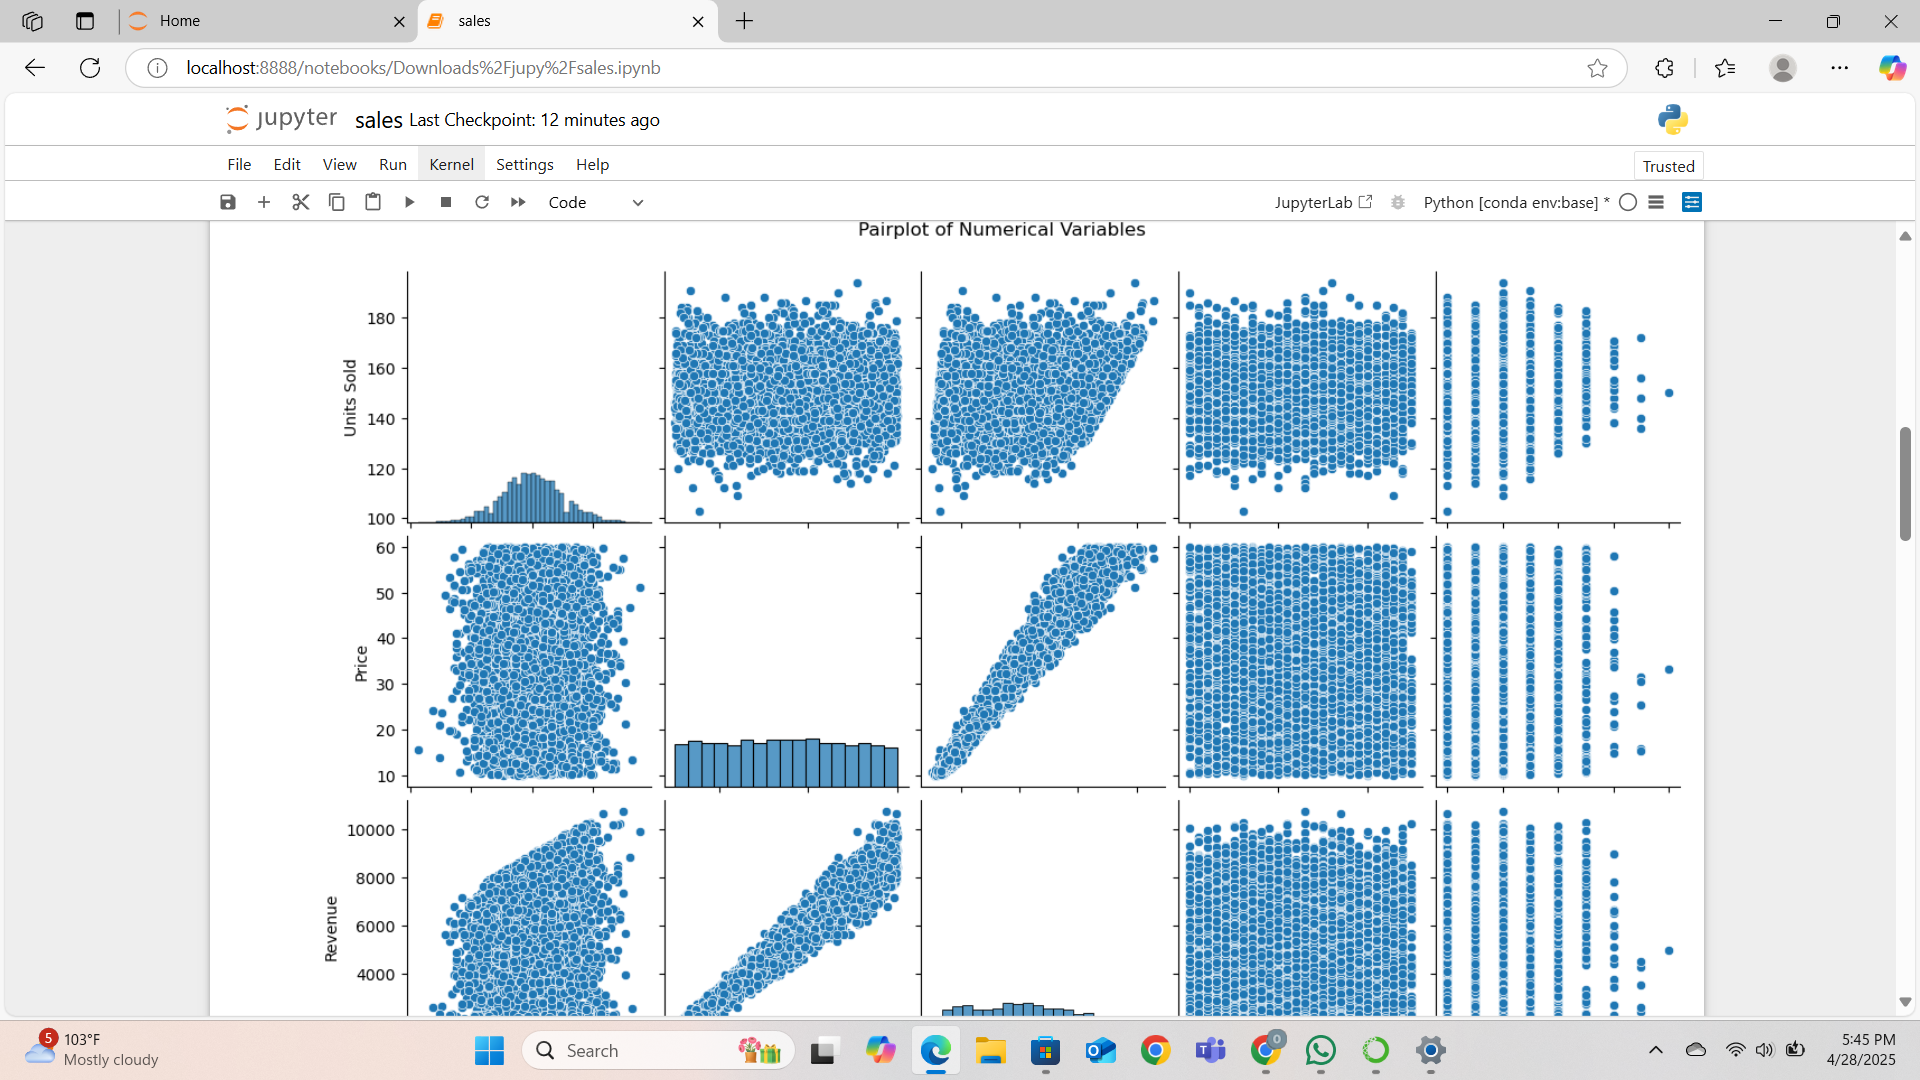 Home
sales
localhost:8888/notebooks/Downloads%2Fjupy%2Fsales.ipynb
jupyter sales Last Checkpoint: 12 minutes ago
File Edit View Run Kernel Settings Help
Trusted
Code
JupyterLab
Python [conda env:base] *
Pairplot of Numerical Variables
180
160
140
120
100
Units Sold
60
50
40
30
20
10
Price
10000
8000
6000
4000
Revenue
5
103°F
Mostly cloudy
Search
0
5:45 PM
4/28/2025